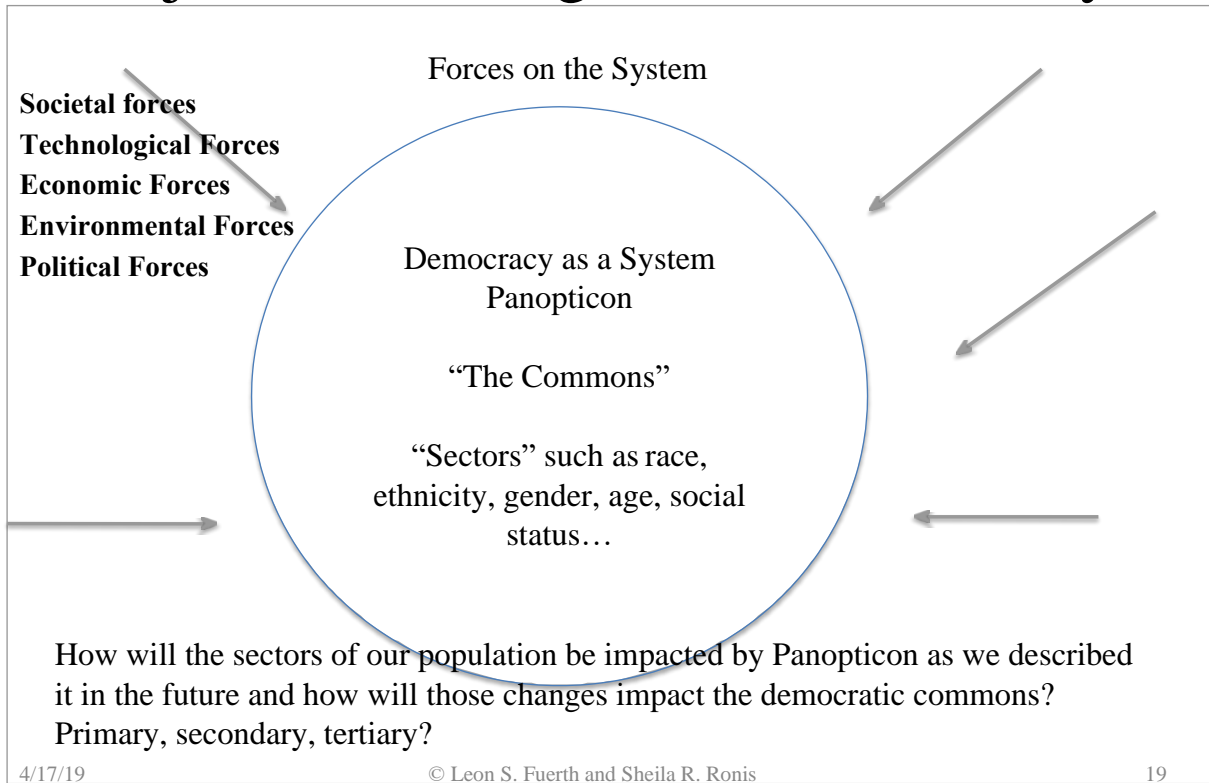 Forces on the System
Societal forces
Technological Forces
Economic Forces
Environmental Forces
Political Forces
Democracy as a System
Panopticon
“The Commons”
“Sectors” such as race,
ethnicity, gender, age, social
status…
How will the sectors of our population be impacted by Panopticon as we described
it in the future and how will those changes impact the democratic commons?
Primary, secondary, tertiary?
4/17/19 © Leon S. Fuerth and Sheila R. Ronis 19